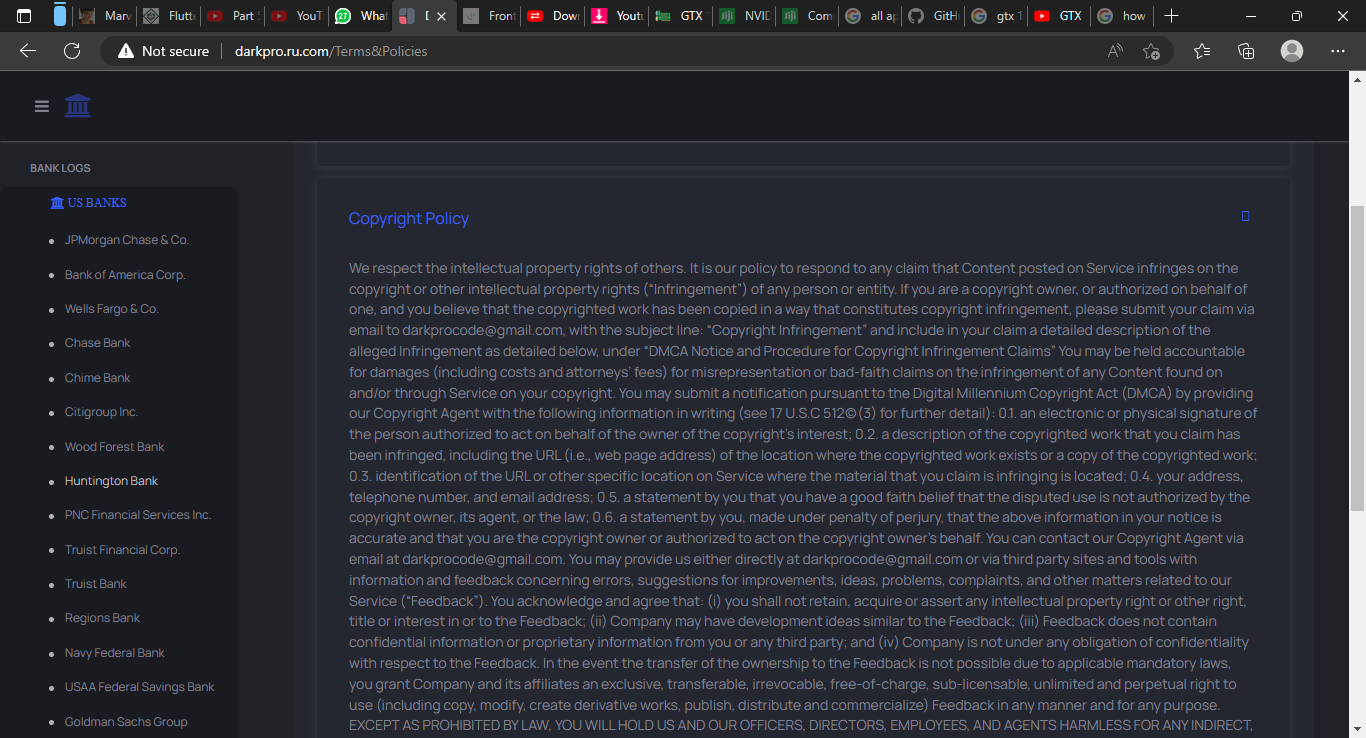 Marv
Flutt
Part
YouT
27
What
D
Front
Dow
Youtu
GTX
NVID
Com
all ap
GitH
gtx 1
GTX
how
Not secure
darkpro.ru.com/Terms&Policies
BANK LOGS
US BANKS
JPMorgan Chase & Co.
Bank of America Corp.
Wells Fargo & Co.
Chase Bank
Chime Bank
Citigroup Inc.
Wood Forest Bank
Huntington Bank
PNC Financial Services Inc.
Truist Financial Corp.
Truist Bank
Regions Bank
Navy Federal Bank
USAA Federal Savings Bank
Goldman Sachs Group
Copyright Policy
We respect the intellectual property rights of others. It is our policy to respond to any claim that Content posted on Service infringes on the
copyright or other intellectual property rights (“Infringement”) of any person or entity. If you are a copyright owner, or authorized on behalf of
one, and you believe that the copyrighted work has been copied in a way that constitutes copyright infringement, please submit your claim via
email to darkprocode@gmail.com, with the subject line: “Copyright Infringement” and include in your claim a detailed description of the
alleged Infringement as detailed below, under “DMCA Notice and Procedure for Copyright Infringement Claims” You may be held accountable
for damages (including costs and attorneys’ fees) for misrepresentation or bad-faith claims on the infringement of any Content found on
and/or through Service on your copyright. You may submit a notification pursuant to the Digital Millennium Copyright Act (DMCA) by providing
our Copyright Agent with the following information in writing (see 17 U.S.C 512©(3) for further detail): 0.1. an electronic or physical signature of
the person authorized to act on behalf of the owner of the copyright’s interest; 0.2. a description of the copyrighted work that you claim has
been infringed, including the URL (i.e., web page address) of the location where the copyrighted work exists or a copy of the copyrighted work;
0.3. identification of the URL or other specific location on Service where the material that you claim is infringing is located; 0.4. your address,
telephone number, and email address; 0.5. a statement by you that you have a good faith belief that the disputed use is not authorized by the
copyright owner, its agent, or the law; 0.6. a statement by you, made under penalty of perjury, that the above information in your notice is
accurate and that you are the copyright owner or authorized to act on the copyright owner’s behalf. You can contact our Copyright Agent via
email at darkprocode@gmail.com. You may provide us either directly at darkprocode@gmail.com or via third party sites and tools with
information and feedback concerning errors, suggestions for improvements, ideas, problems, complaints, and other matters related to our
Service (“Feedback”). You acknowledge and agree that: (i) you shall not retain, acquire or assert any intellectual property right or other right,
title or interest in or to the Feedback; (ii) Company may have development ideas similar to the Feedback; (iii) Feedback does not contain
confidential information or proprietary information from you or any third party; and (iv) Company is not under any obligation of confidentiality
with respect to the Feedback. In the event the transfer of the ownership to the Feedback is not possible due to applicable mandatory laws,
you grant Company and its affiliates an exclusive, transferable, irrevocable, free-of-charge, sub-licensable, unlimited and perpetual right to
use (including copy, modify, create derivative works, publish, distribute and commercialize) Feedback in any manner and for any purpose.
EXCEPT AS PROHIBITED BY LAW, YOU WILL HOLD US AND OUR OFFICERS, DIRECTORS, EMPLOYEES, AND AGENTS HARMLESS FOR ANY INDIRECT,